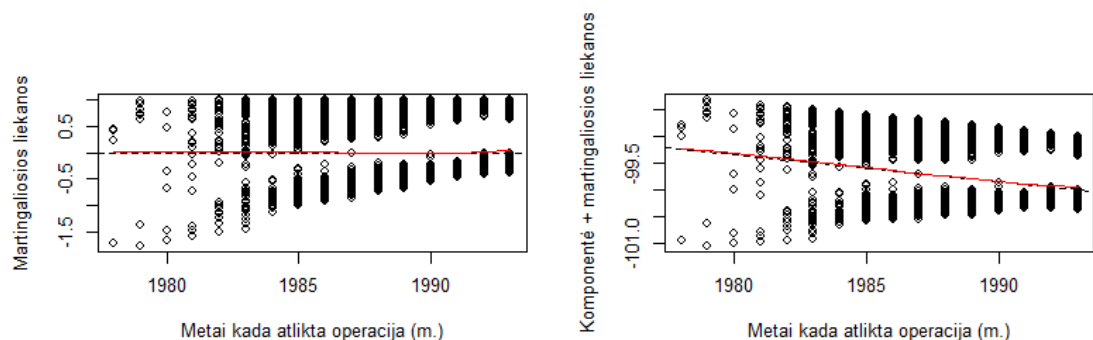 Martingaliosios liekanos
0.5
-0.5
-1.5
1980
1985
1990
Metai kada atlikta operacija (m.)
Komponentė + martingaliosios liekanos
-99.5
-101.0
1980
1985
1990
Metai kada atlikta operacija (m.)